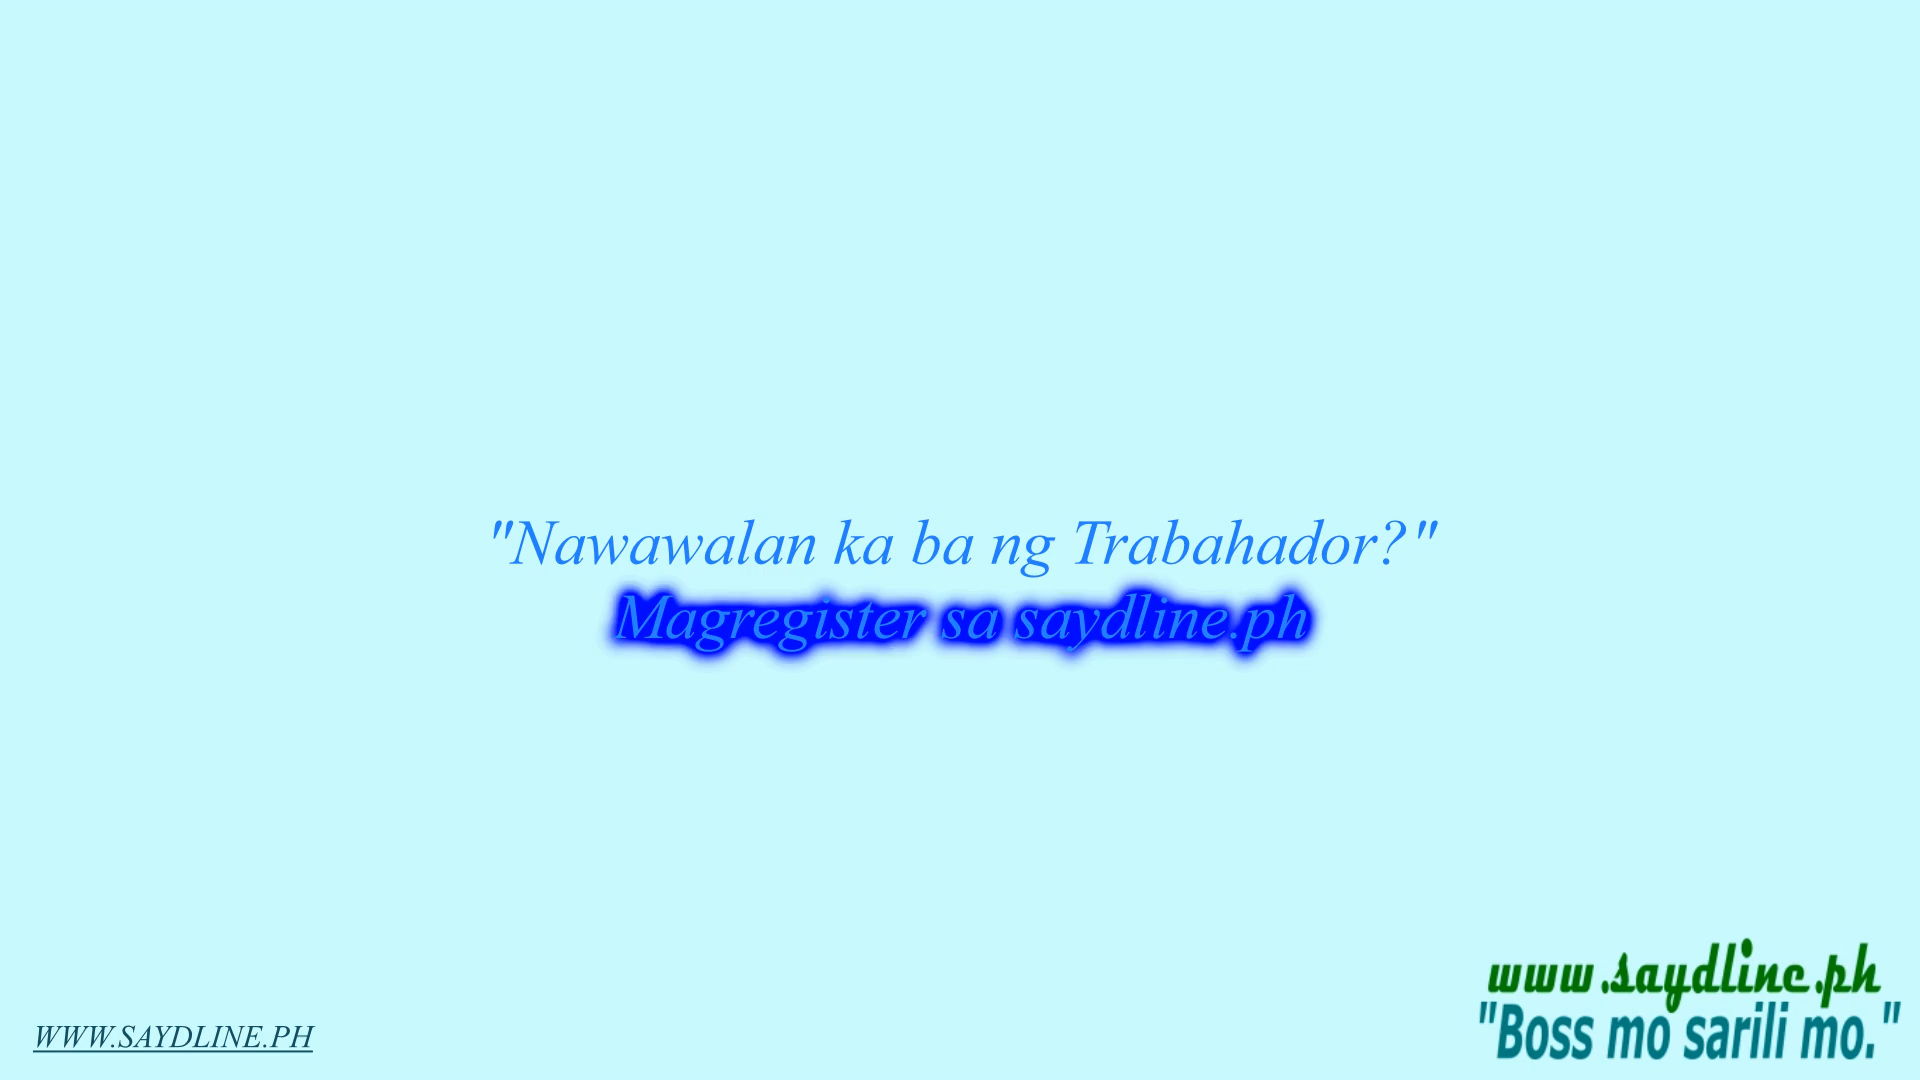 "Nawawalan ka ba ng Trabahador?"
Magregister sa saydline.ph
www.saydline.ph
"Boss mo sarili mo."
WWW.SAYDLINE.PH